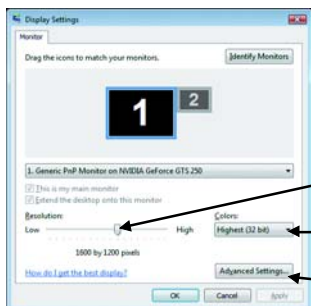 Display Settings
Monitor
Drag the icons to match your monitors.
Identify Monitors
1
2
1. Generic PnP Monitor on NVIDIA GeForce GTS 250
This is my main monitor
Extend the desktop onto this monitor
Resolution:
Colors:
Low
High
Highest (32 bit)
1600 by 1200 pixels
How do I get the best display?
Advanced Settings...
OK
Cancel
Apply